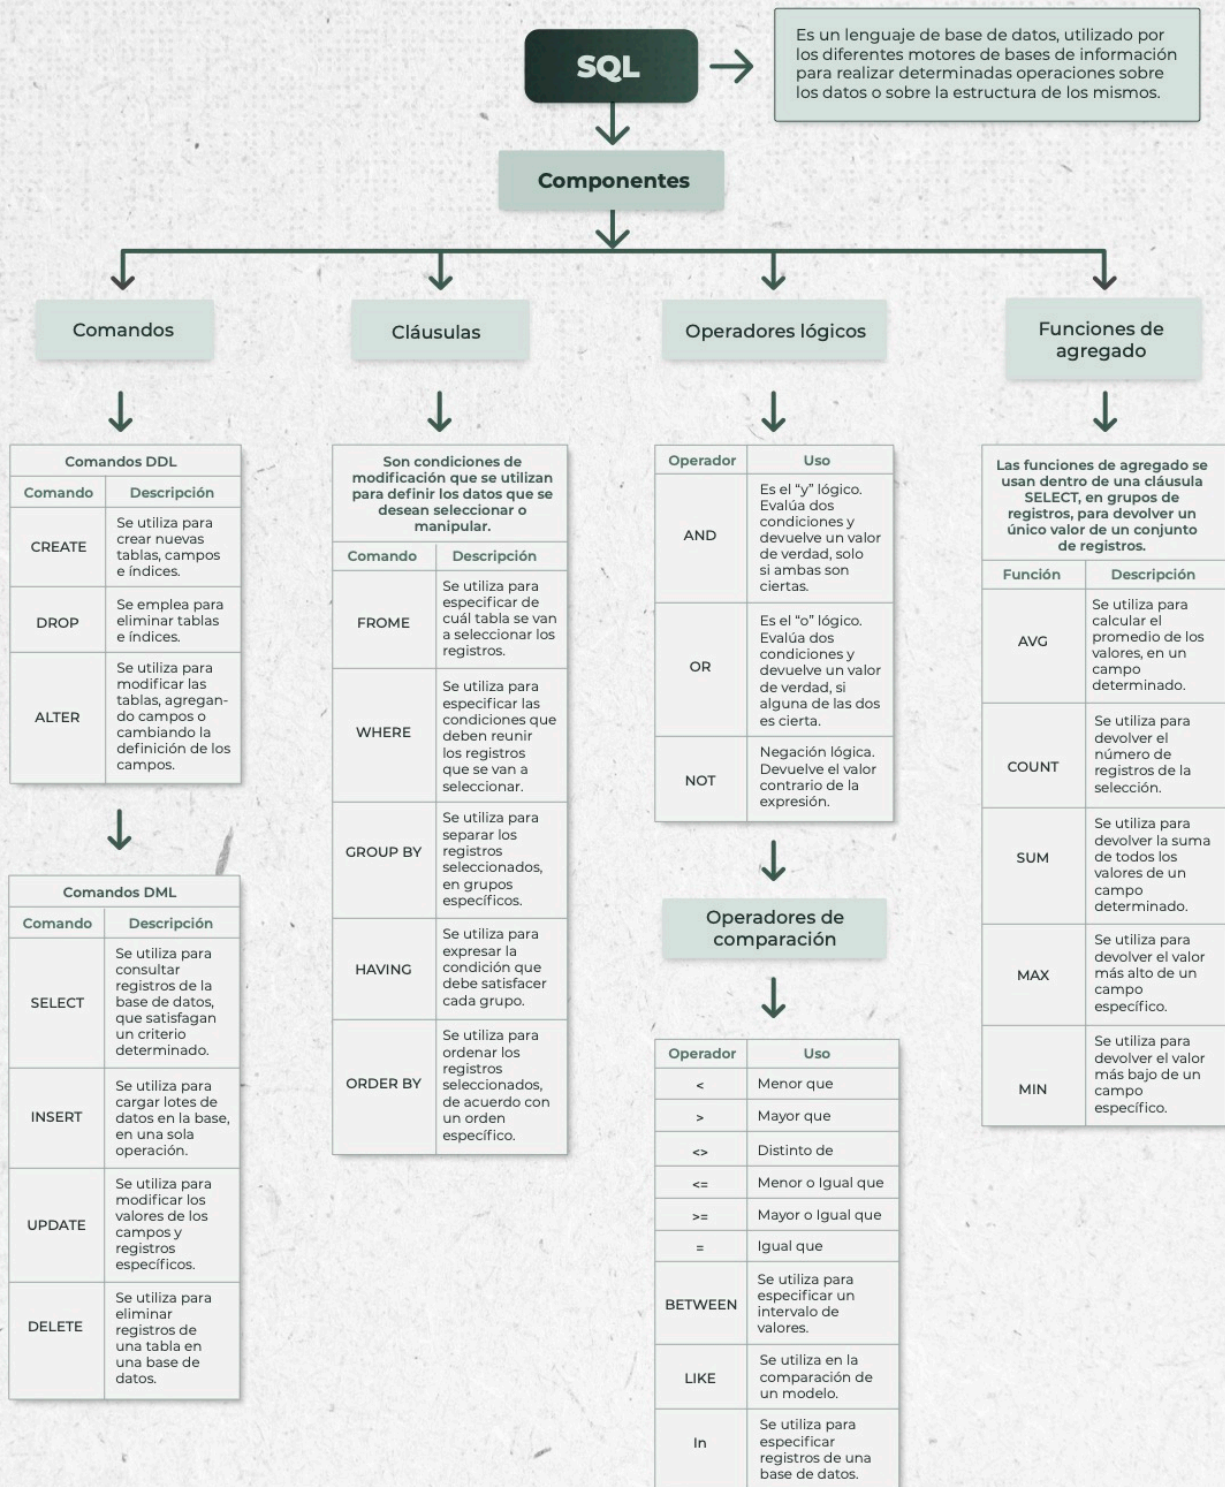 SQL
Es un lenguaje de base de datos, utilizado por
los diferentes motores de bases de información
para realizar determinadas operaciones sobre
los datos o sobre la estructura de los mismos.
Componentes
Comandos
Comandos DDL
Comando Descripción
CREATE
Se utiliza para
crear nuevas
tablas, campos
e índices.
DROP
Se emplea para
eliminar tablas
e índices.
ALTER
Se utiliza para
modificar las
tablas, agregan-
do campos o
cambiando la
definición de los
campos.
Comandos DML
Comando Descripción
SELECT
Se utiliza para
consultar
registros de la
base de datos,
que satisfagan
un criterio
determinado.
INSERT
Se utiliza para
cargar lotes de
datos en la base,
en una sola
operación.
UPDATE
Se utiliza para
modificar los
valores de los
campos y
registros
específicos.
DELETE
Se utiliza para
eliminar
registros de
una tabla en
una base de
datos.
Cláusulas
Son condiciones de
modificación que se utilizan
para definir los datos que se
desean seleccionar o
manipular.
Comando Descripción
FROME
Se utiliza para
especificar de
cuál tabla se van
a seleccionar los
registros.
WHERE
Se utiliza para
especificar las
condiciones que
deben reunir
los registros
que se van a
seleccionar.
GROUP BY
Se utiliza para
separar los
registros
seleccionados,
en grupos
específicos.
HAVING
Se utiliza para
expresar la
condición que
debe satisfacer
cada grupo.
ORDER BY
Se utiliza para
ordenar los
registros
seleccionados,
de acuerdo con
un orden
específico.
Operadores lógicos
Operador Uso
AND
Es el “y” lógico.
Evalúa dos
condiciones y
devuelve un valor
de verdad, solo
si ambas son
ciertas.
OR
Es el “o” lógico.
Evalúa dos
condiciones y
devuelve un valor
de verdad, si
alguna de las dos
es cierta.
NOT
Negación lógica.
Devuelve el valor
contrario de la
expresión.
Operadores de
comparación
Operador Uso
< Menor que
> Mayor que
<> Distinto de
<= Menor o Igual que
>= Mayor o Igual que
= Igual que
BETWEEN
Se utiliza para
especificar un
intervalo de
valores.
LIKE
Se utiliza en la
comparación de
un modelo.
In
Se utiliza para
especificar
registros de una
base de datos.
Funciones de
agregado
Las funciones de agregado se
usan dentro de una cláusula
SELECT, en grupos de
registros, para devolver un
único valor de un conjunto
de registros.
Función Descripción
AVG
Se utiliza para
calcular el
promedio de los
valores, en un
campo
determinado.
COUNT
Se utiliza para
devolver el
número de
registros de la
selección.
SUM
Se utiliza para
devolver la suma
de todos los
valores de un
campo
determinado.
MAX
Se utiliza para
devolver el valor
más alto de un
campo
específico.
MIN
Se utiliza para
devolver el valor
más bajo de un
campo
específico.